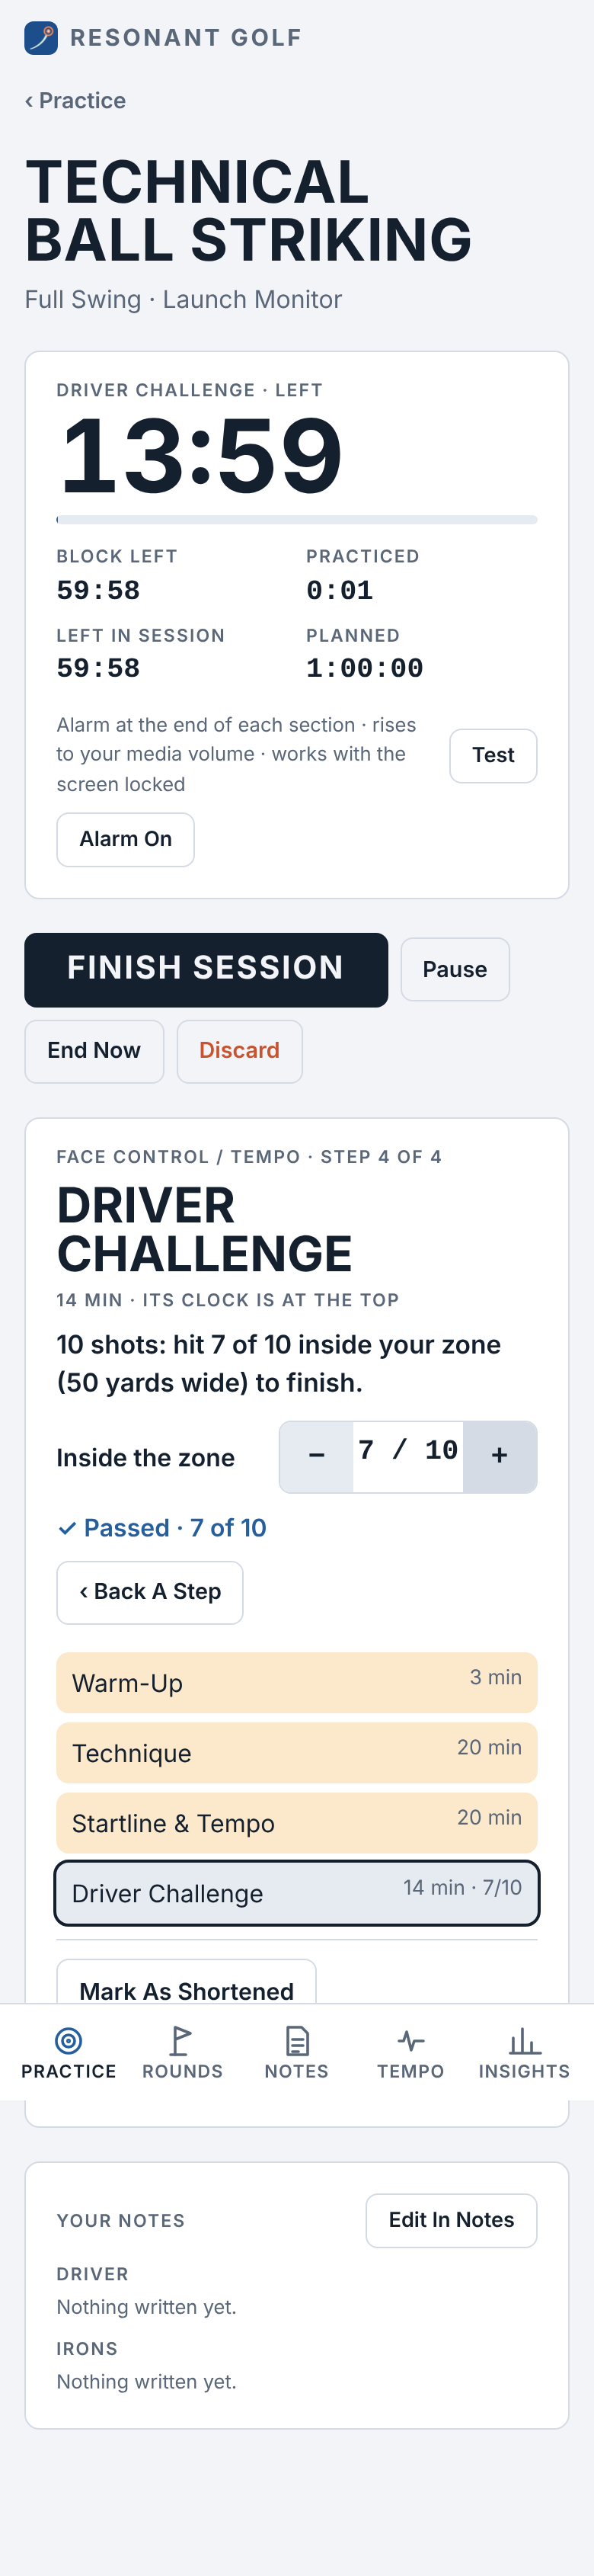 RESONANT GOLF
‹ Practice
TECHNICAL
BALL STRIKING
Full Swing · Launch Monitor
DRIVER CHALLENGE · LEFT
13:59
BLOCK LEFT
59:58
PRACTICED
0:01
LEFT IN SESSION
59:58
PLANNED
1:00:00
Alarm at the end of each section · rises
to your media volume · works with the
screen locked
Test
Alarm On
FINISH SESSION
Pause
End Now
Discard
FACE CONTROL / TEMPO · STEP 4 OF 4
DRIVER
CHALLENGE
14 MIN · ITS CLOCK IS AT THE TOP
10 shots: hit 7 of 10 inside your zone
(50 yards wide) to finish.
Inside the zone
− 7 / 10 +
✓ Passed · 7 of 10
‹ Back A Step
Warm-Up 3 min
Technique 20 min
Startline & Tempo 20 min
Driver Challenge 14 min · 7/10
Mark As Shortened
PRACTICE
ROUNDS
NOTES
TEMPO
INSIGHTS
YOUR NOTES
Edit In Notes
DRIVER
Nothing written yet.
IRONS
Nothing written yet.